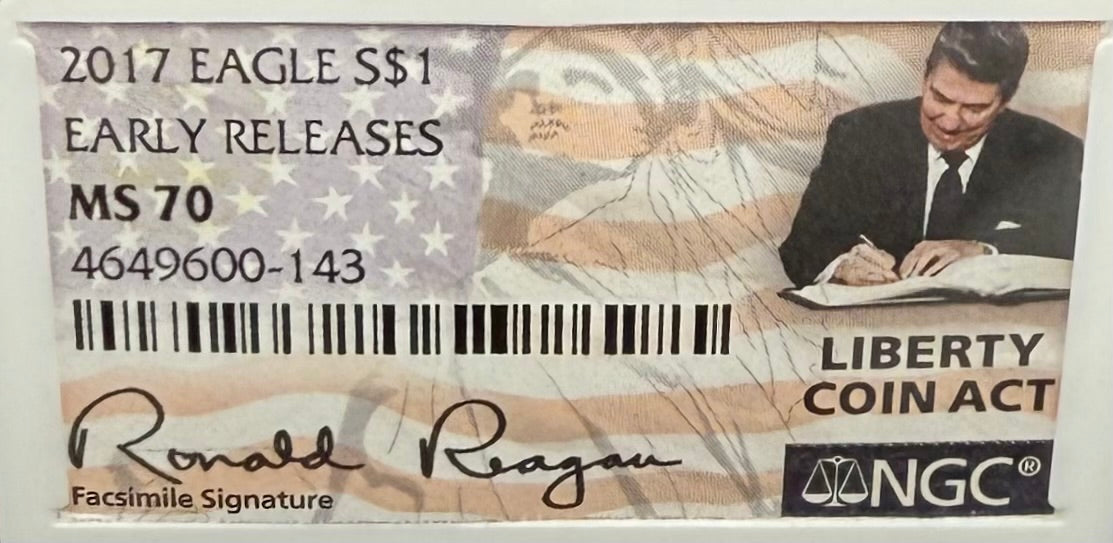 2017 EAGLE S$1
EARLY RELEASES
MS 70
4649600-143
LIBERTY
COIN ACT
Ronald Reagan
Facsimile Signature
NGC®